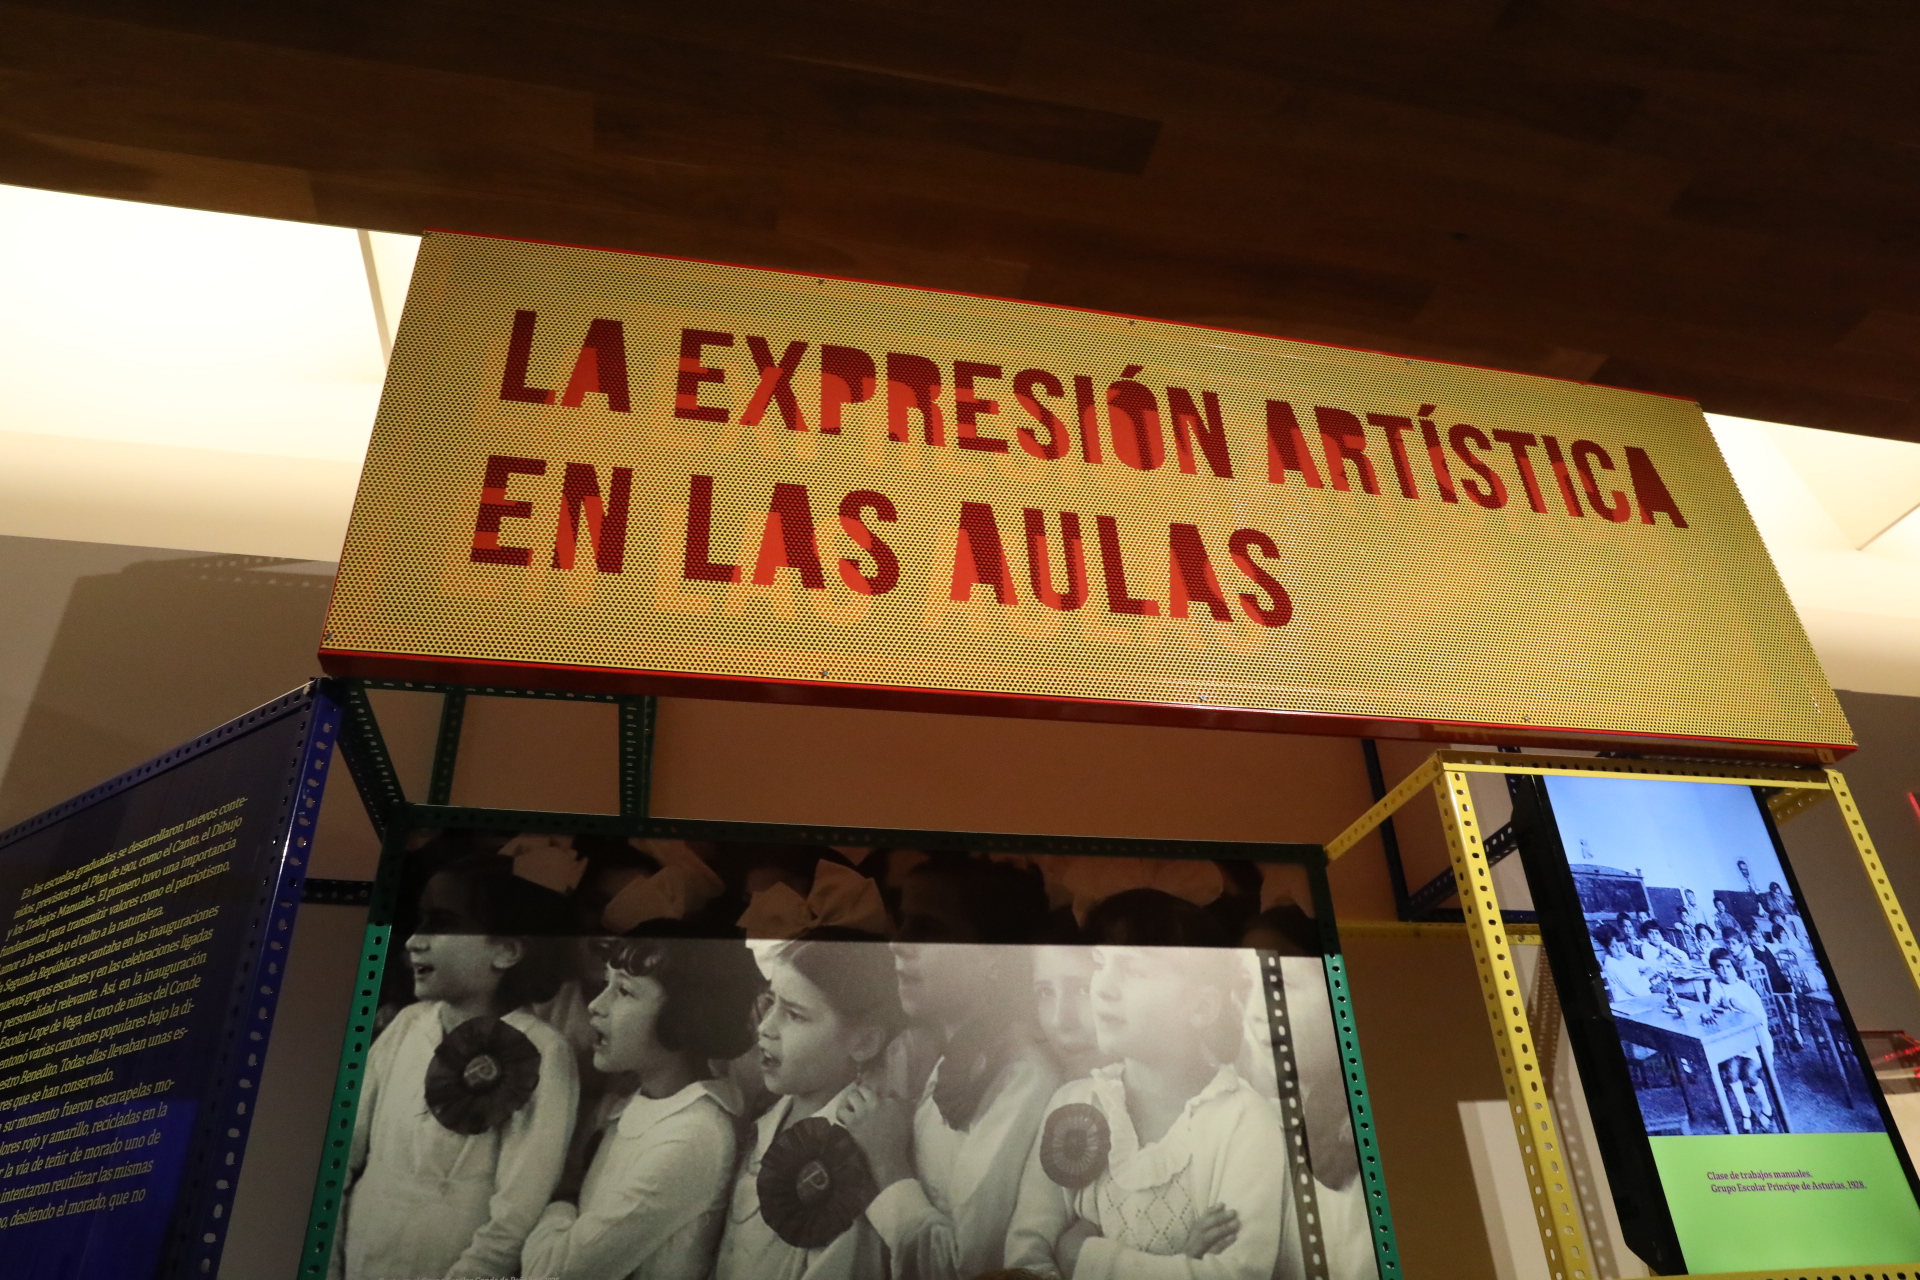 LA EXPRESIÓN ARTÍSTICA
EN LAS AULAS
En las escuelas graduadas se desarrollaron nuevos conte-
nidos, previstos en el Plan de 1901, como el Canto, el Dibujo
y los Trabajos Manuales. El primero tuvo una importancia
fundamental para transmitir valores como el patriotismo,
amor a la escuela o el culto a la naturaleza.
Segunda República se cantaba en las inauguraciones
nuevos grupos escolares y en las celebraciones ligadas
personalidad relevante. Así, en la inauguración
Escolar Lope de Vega, el coro de niñas del Conde
entonó varias canciones populares bajo la di-
Benedito. Todas ellas llevaban unas es-
que se han conservado.
su momento fueron escarapelas mo-
rojo y amarillo, recicladas en la
la vía de teñir de morado uno de
intentaron reutilizar las mismas
desliendo el morado, que no
P
P
Clase de trabajos manuales.
Grupo Escolar Príncipe de Asturias, 1928.